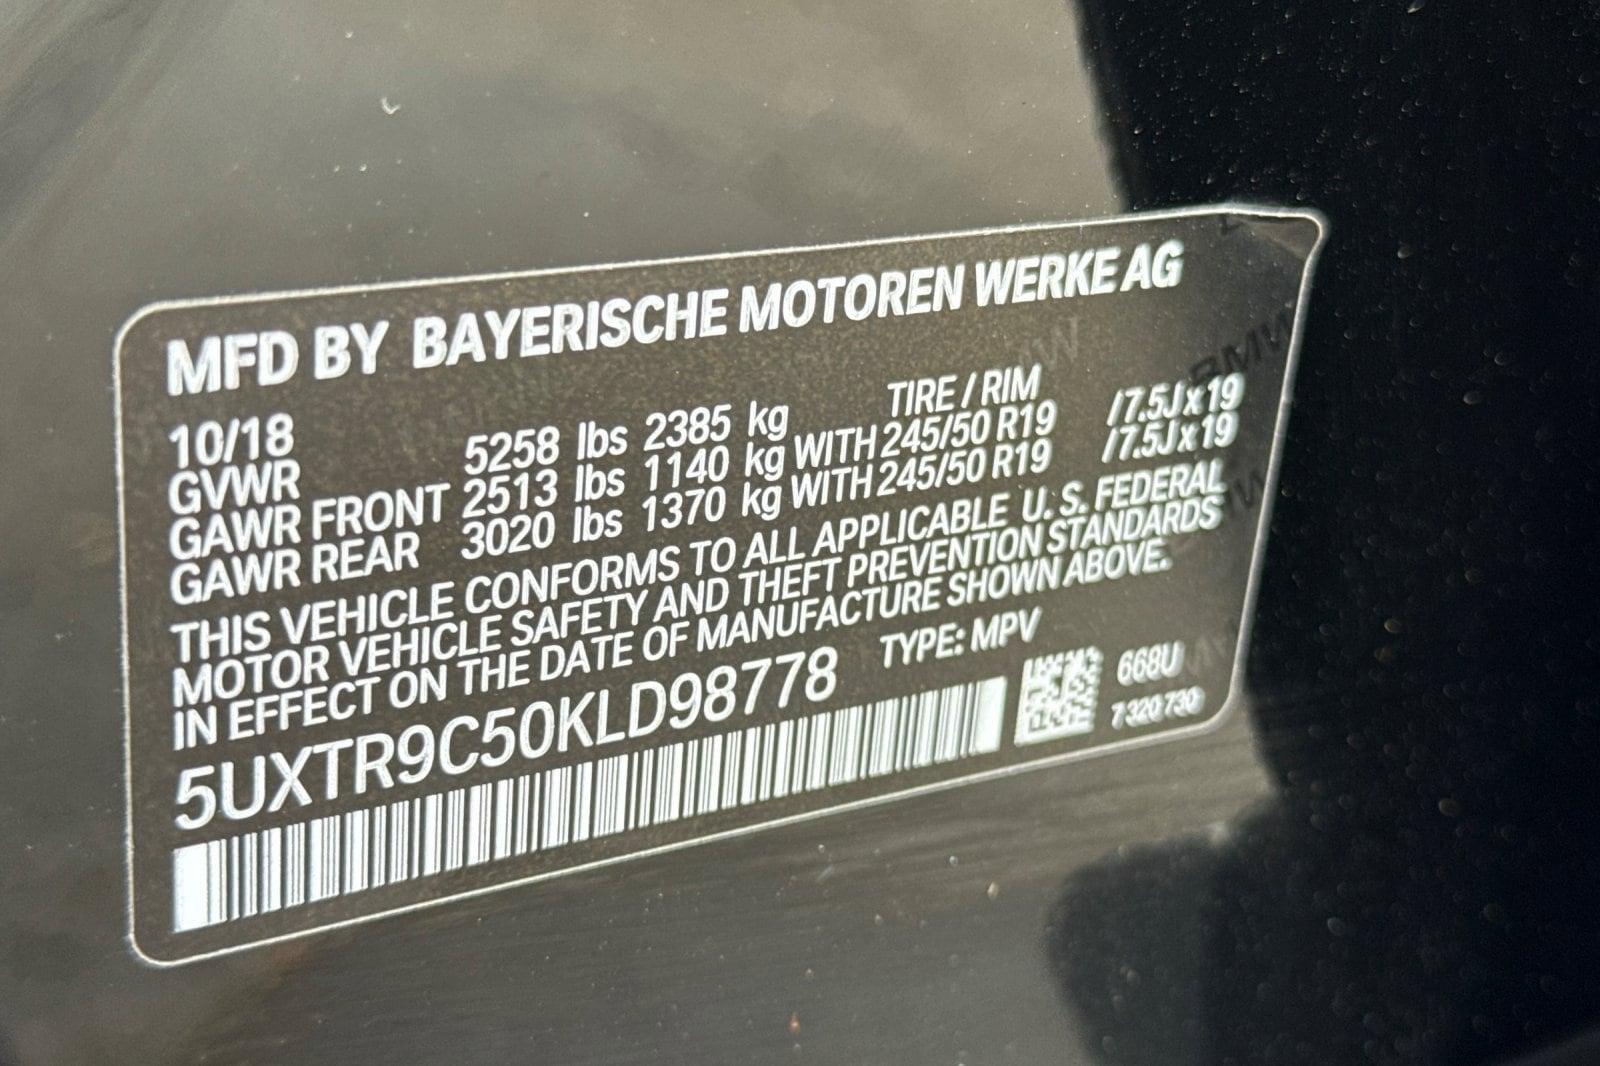 MFD BY BAYERISCHE MOTOREN WERKE AG
10/18 TIRE / RIM
GVWR 5258 lbs 2385 kg
GAWR FRONT 2513 lbs 1140 kg WITH 245/50 R19 /7.5J x 19
GAWR REAR 3020 lbs 1370 kg WITH 245/50 R19 /7.5J x 19
THIS VEHICLE CONFORMS TO ALL APPLICABLE U. S. FEDERAL
MOTOR VEHICLE SAFETY AND THEFT PREVENTION STANDARDS
IN EFFECT ON THE DATE OF MANUFACTURE SHOWN ABOVE.
5UXTR9C50KLD98778 TYPE: MPV
668U
7 320 730
BMW